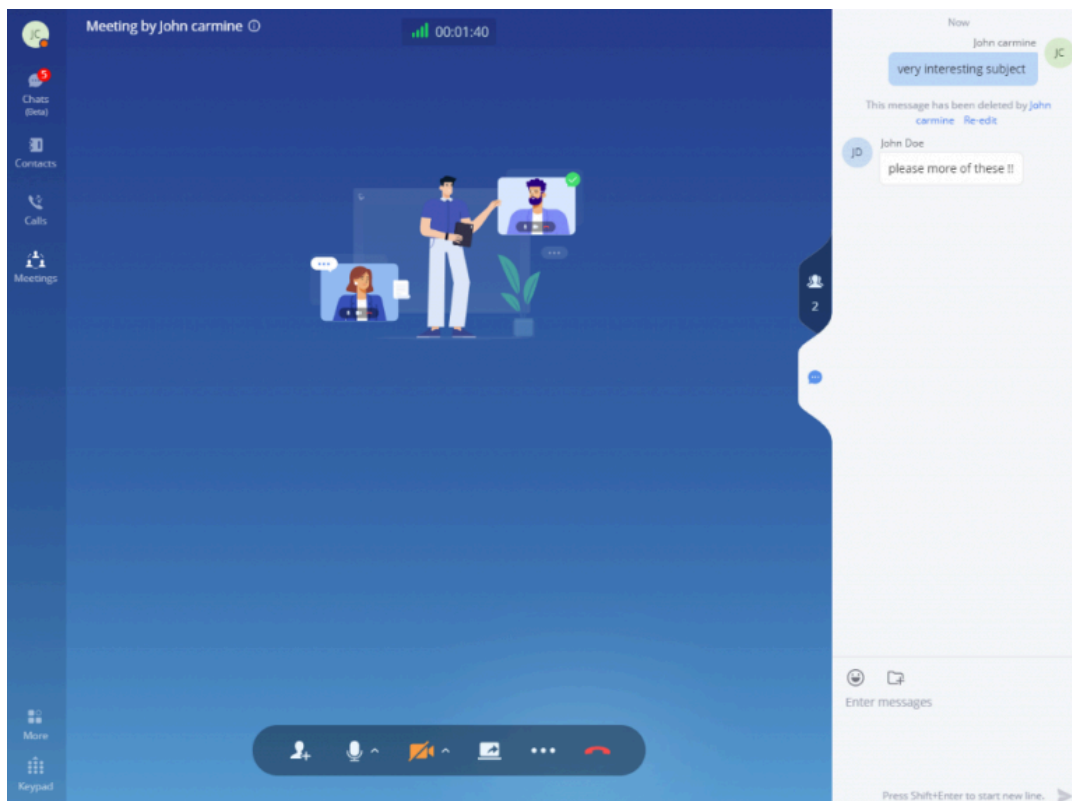 JC
Meeting by John carmine
00:01:40
5
Chats
(Beta)
Contacts
Calls
Meetings
More
Keypad
2
Now
John carmine
JC
very interesting subject
This message has been deleted by John
carmine Re-edit
John Doe
JD
please more of these !!
Enter messages
Press Shift+Enter to start new line.